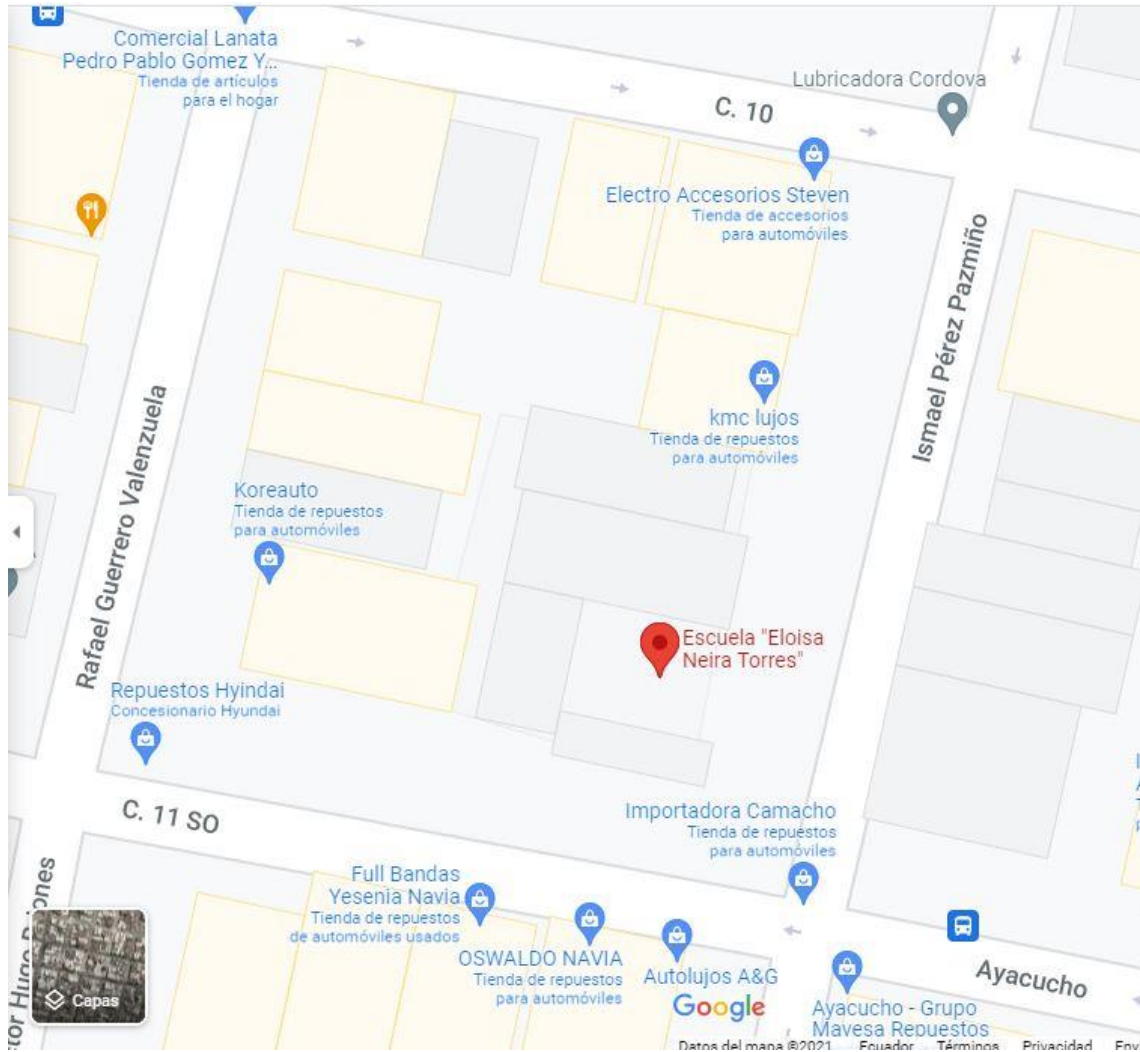 Comercial Lanata
Pedro Pablo Gomez Y...
Tienda de artículos
para el hogar
C. 10
Lubricadora Cordova
Electro Accesorios Steven
Tienda de accesorios
para automóviles
Ismael Pérez Pazmiño
kmc lujos
Tienda de repuestos
para automóviles
Rafael Guerrero Valenzuela
Koreauto
Tienda de repuestos
para automóviles
Escuela "Eloisa
Neira Torres"
Repuestos Hyindai
Concesionario Hyundai
C. 11 SO
Importadora Camacho
Tienda de repuestos
para automóviles
Full Bandas
Yesenia Navia
Tienda de repuestos
de automóviles usados
OSWALDO NAVIA
Tienda de repuestos
para automóviles
Autolujos A&G
Ayacucho
Ayacucho - Grupo
Mavesa Repuestos
Capas
Google
Datos del mapa ©2021 Ecuador Términos Privacidad Env